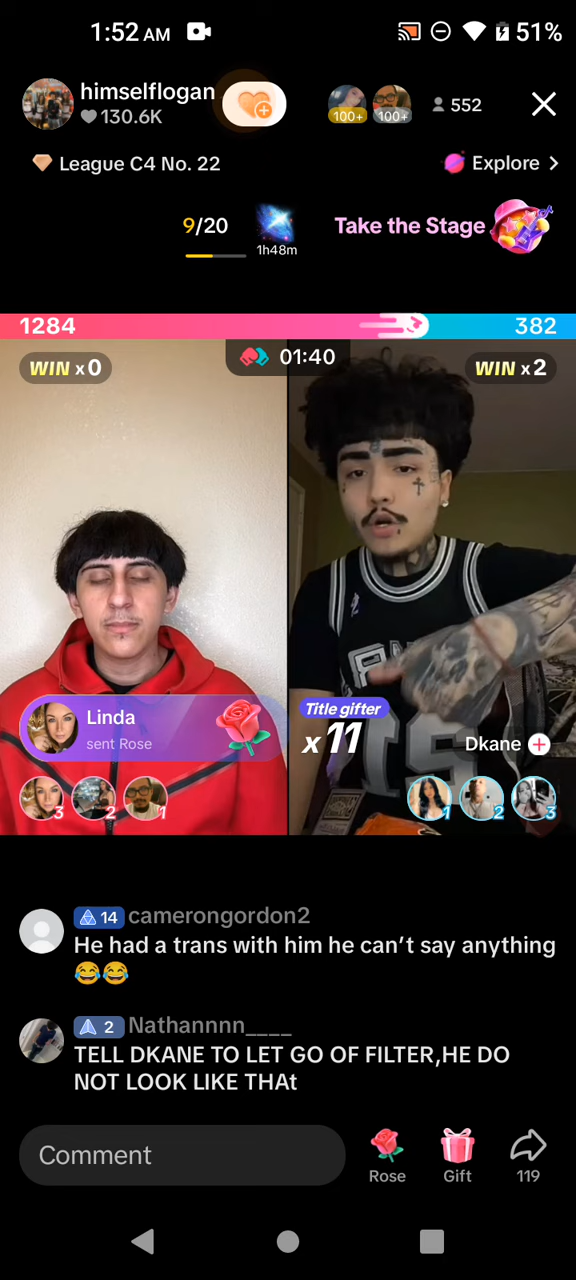 1:52 AM
51%
himselflogan
130.6K
100+
100+
552
League C4 No. 22
Explore >
9/20
1h48m
Take the Stage
1284
382
WIN x 0
01:40
WIN x 2
Linda
sent Rose
Title gifter
x 11
Dkane
3
2
1
1
2
3
14 camerongordon2
He had a trans with him he can't say anything
😂😂
2 Nathannnn____
TELL DKANE TO LET GO OF FILTER,HE DO
NOT LOOK LIKE THAt
Comment
Rose
Gift
119